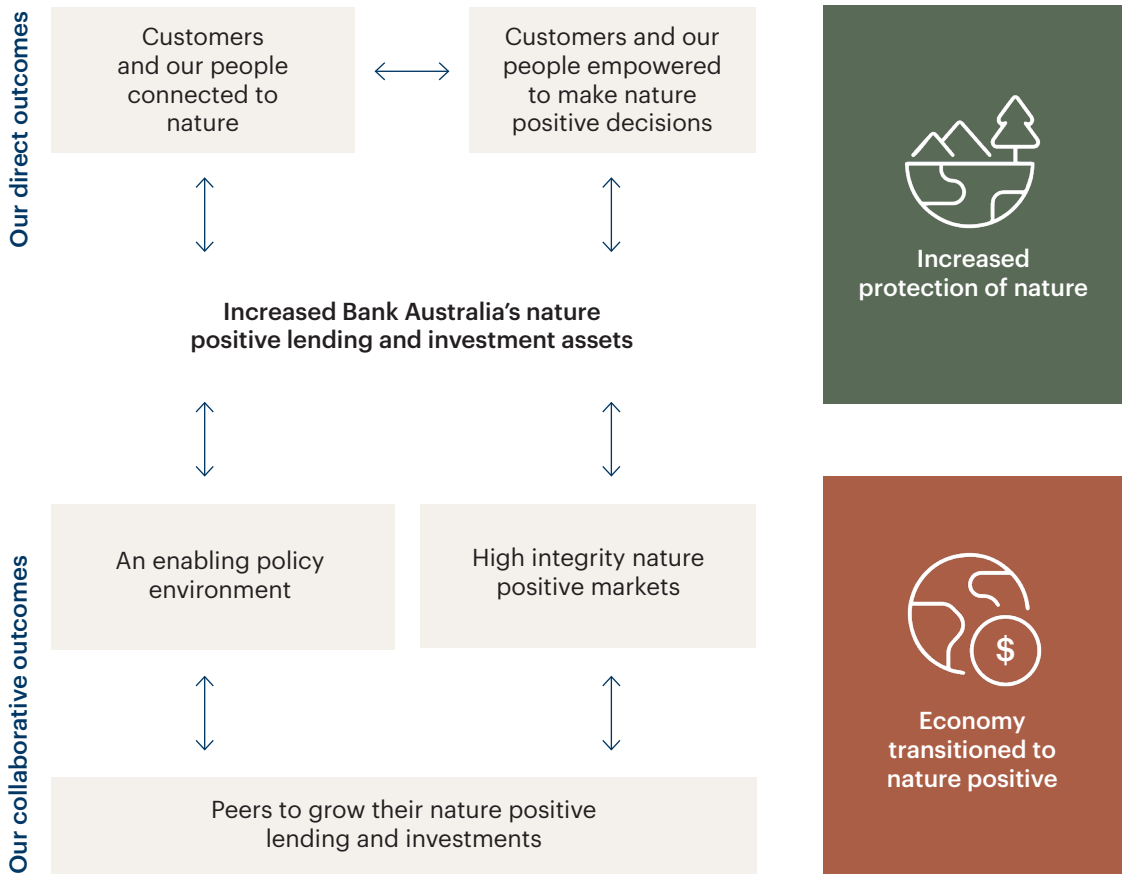 Our direct outcomes
Customers
and our people
connected to
nature
Customers and our
people empowered
to make nature
positive decisions
Increased Bank Australia’s nature
positive lending and investment assets
Our collaborative outcomes
An enabling policy
environment
High integrity nature
positive markets
Peers to grow their nature positive
lending and investments
Increased
protection of nature
$
Economy
transitioned to
nature positive